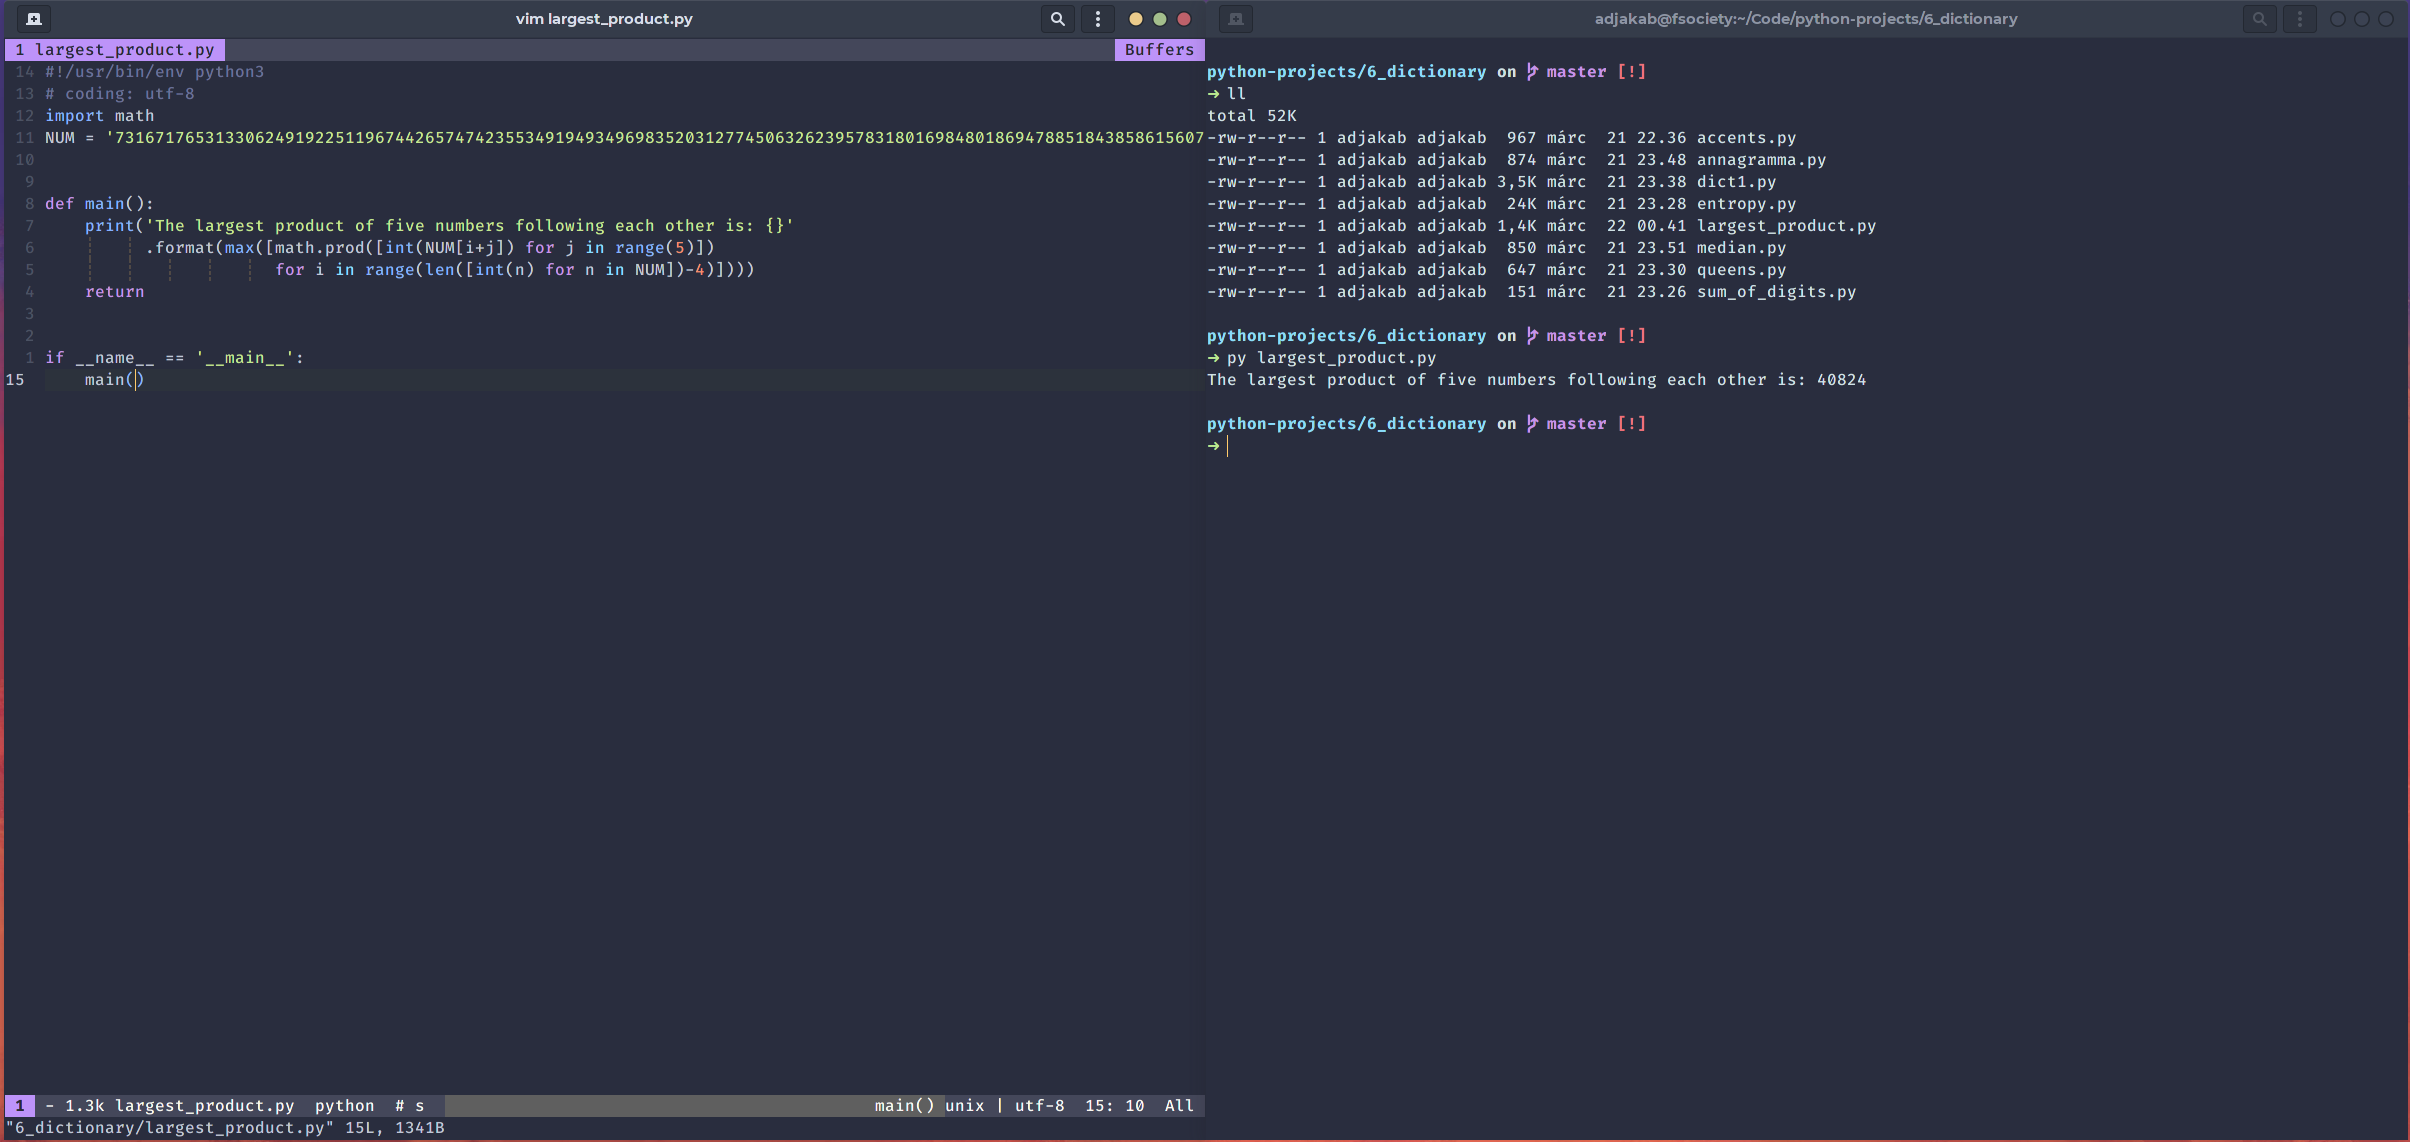 vim largest_product.py
1 largest_product.py
Buffers
14 #!/usr/bin/env python3
13 # coding: utf-8
12 import math
11 NUM = '7316717653133062491922511967442657474235534919493496983520312774506326239578318016984801869478851843858615607
10
9
8 def main():
7     print('The largest product of five numbers following each other is: {}'
6           .format(max([math.prod([int(NUM[i+j]) for j in range(5)])
5                        for i in range(len([int(n) for n in NUM])-4)])))
4     return
3
2
1 if __name__ == '__main__':
15     main()
1 - 1.3k largest_product.py  python  # s  main() unix | utf-8  15: 10  All
"6_dictionary/largest_product.py" 15L, 1341B
adjakab@fsociety:~/Code/python-projects/6_dictionary
python-projects/6_dictionary on master [!]
→ ll
total 52K
-rw-r--r-- 1 adjakab adjakab  967 márc  21 22.36 accents.py
-rw-r--r-- 1 adjakab adjakab  874 márc  21 23.48 annagramma.py
-rw-r--r-- 1 adjakab adjakab 3,5K márc  21 23.38 dict1.py
-rw-r--r-- 1 adjakab adjakab  24K márc  21 23.28 entropy.py
-rw-r--r-- 1 adjakab adjakab 1,4K márc  22 00.41 largest_product.py
-rw-r--r-- 1 adjakab adjakab  850 márc  21 23.51 median.py
-rw-r--r-- 1 adjakab adjakab  647 márc  21 23.30 queens.py
-rw-r--r-- 1 adjakab adjakab  151 márc  21 23.26 sum_of_digits.py
python-projects/6_dictionary on master [!]
→ py largest_product.py
The largest product of five numbers following each other is: 40824
python-projects/6_dictionary on master [!]
→